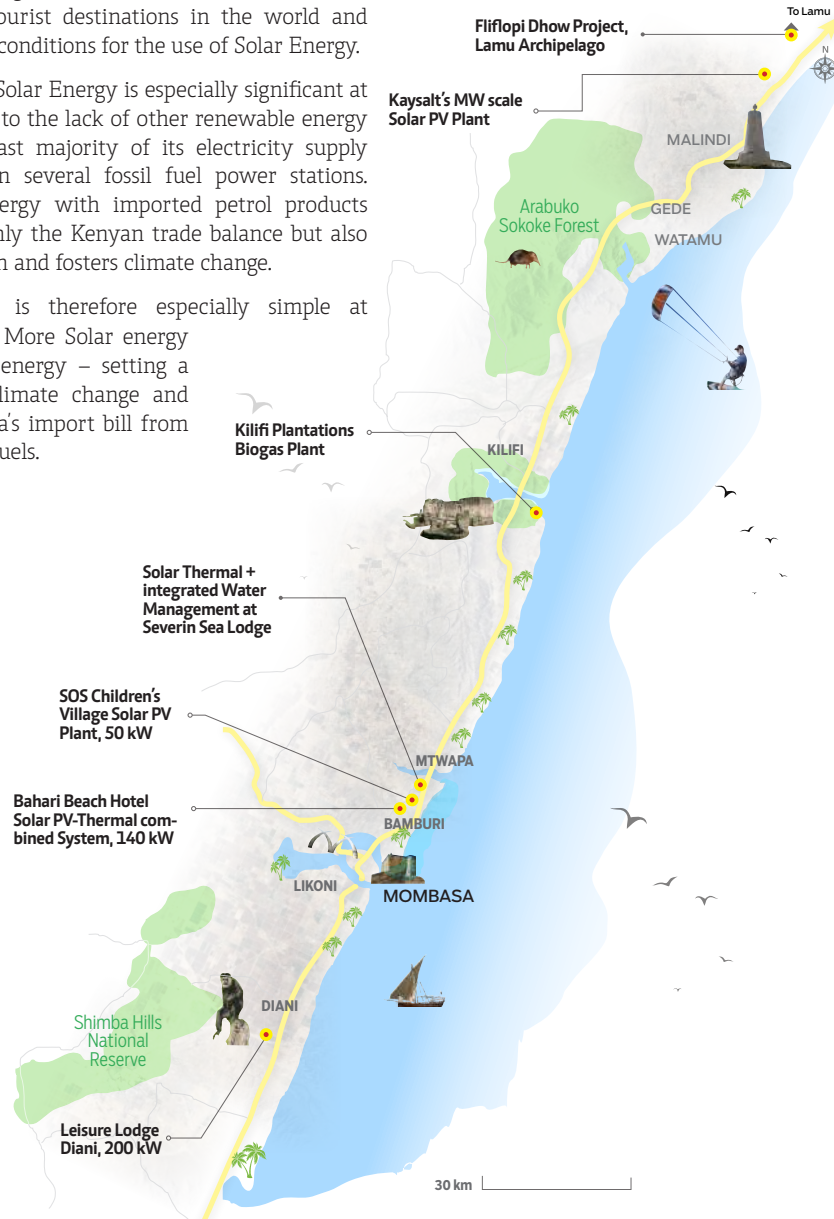 ourist destinations in the world and
conditions for the use of Solar Energy.
Solar Energy is especially significant at
to the lack of other renewable energy
ast majority of its electricity supply
n several fossil fuel power stations.
ergy with imported petrol products
nly the Kenyan trade balance but also
n and fosters climate change.
is therefore especially simple at
More Solar energy
energy – setting a
limate change and
a's import bill from
uels.
To Lamu
Fliflopi Dhow Project,
Lamu Archipelago
N
Kaysalt's MW scale
Solar PV Plant
MALINDI
Arabuko
Sokoke Forest
GEDE
WATAMU
Kilifi Plantations
Biogas Plant
KILIFI
Solar Thermal +
integrated Water
Management at
Severin Sea Lodge
SOS Children's
Village Solar PV
Plant, 50 kW
MTWAPA
Bahari Beach Hotel
Solar PV-Thermal com-
bined System, 140 kW
BAMBURI
LIKONI
MOMBASA
DIANI
Shimba Hills
National
Reserve
Leisure Lodge
Diani, 200 kW
30 km